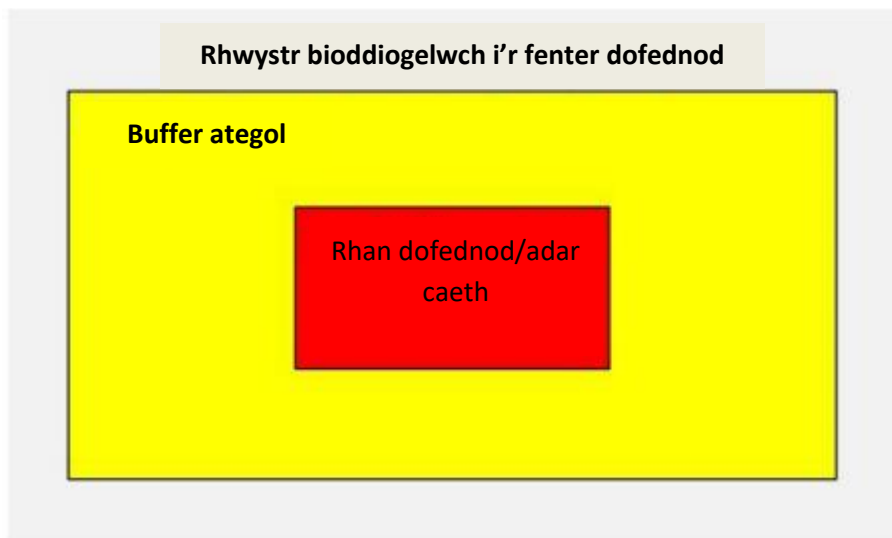 Rhwystr bioddiogelwch i’r fenter dofednod
Buffer ategol
Rhan dofednod/adar
caeth